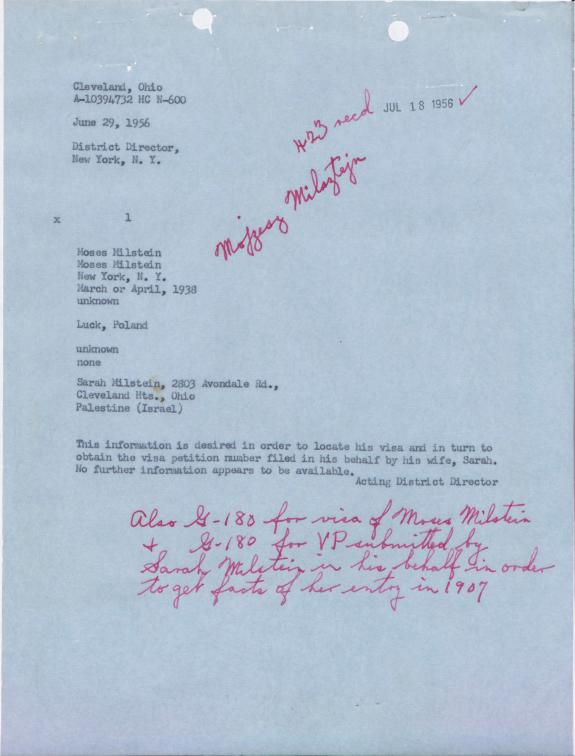 Cleveland, Ohio
A-10394732 HC N-600
June 29, 1956
District Director,
New York, N. Y.
#23 recd JUL 18 1956 ✓
Mojzesz Milsztejn
x 1
Moses Milstein
Moses Milstein
New York, N. Y.
March or April, 1938
unknown
Luck, Poland
unknown
none
Sarah Milstein, 2803 Avondale Rd.,
Cleveland Hts., Ohio
Palestine (Israel)
This information is desired in order to locate his visa and in turn to
obtain the visa petition number filed in his behalf by his wife, Sarah.
No further information appears to be available.
Acting District Director
Also G-180 for visa of Moses Milstein
+ G-180 for VP submitted by
Sarah Milstein in his behalf in order
to get facts of her entry in 1907